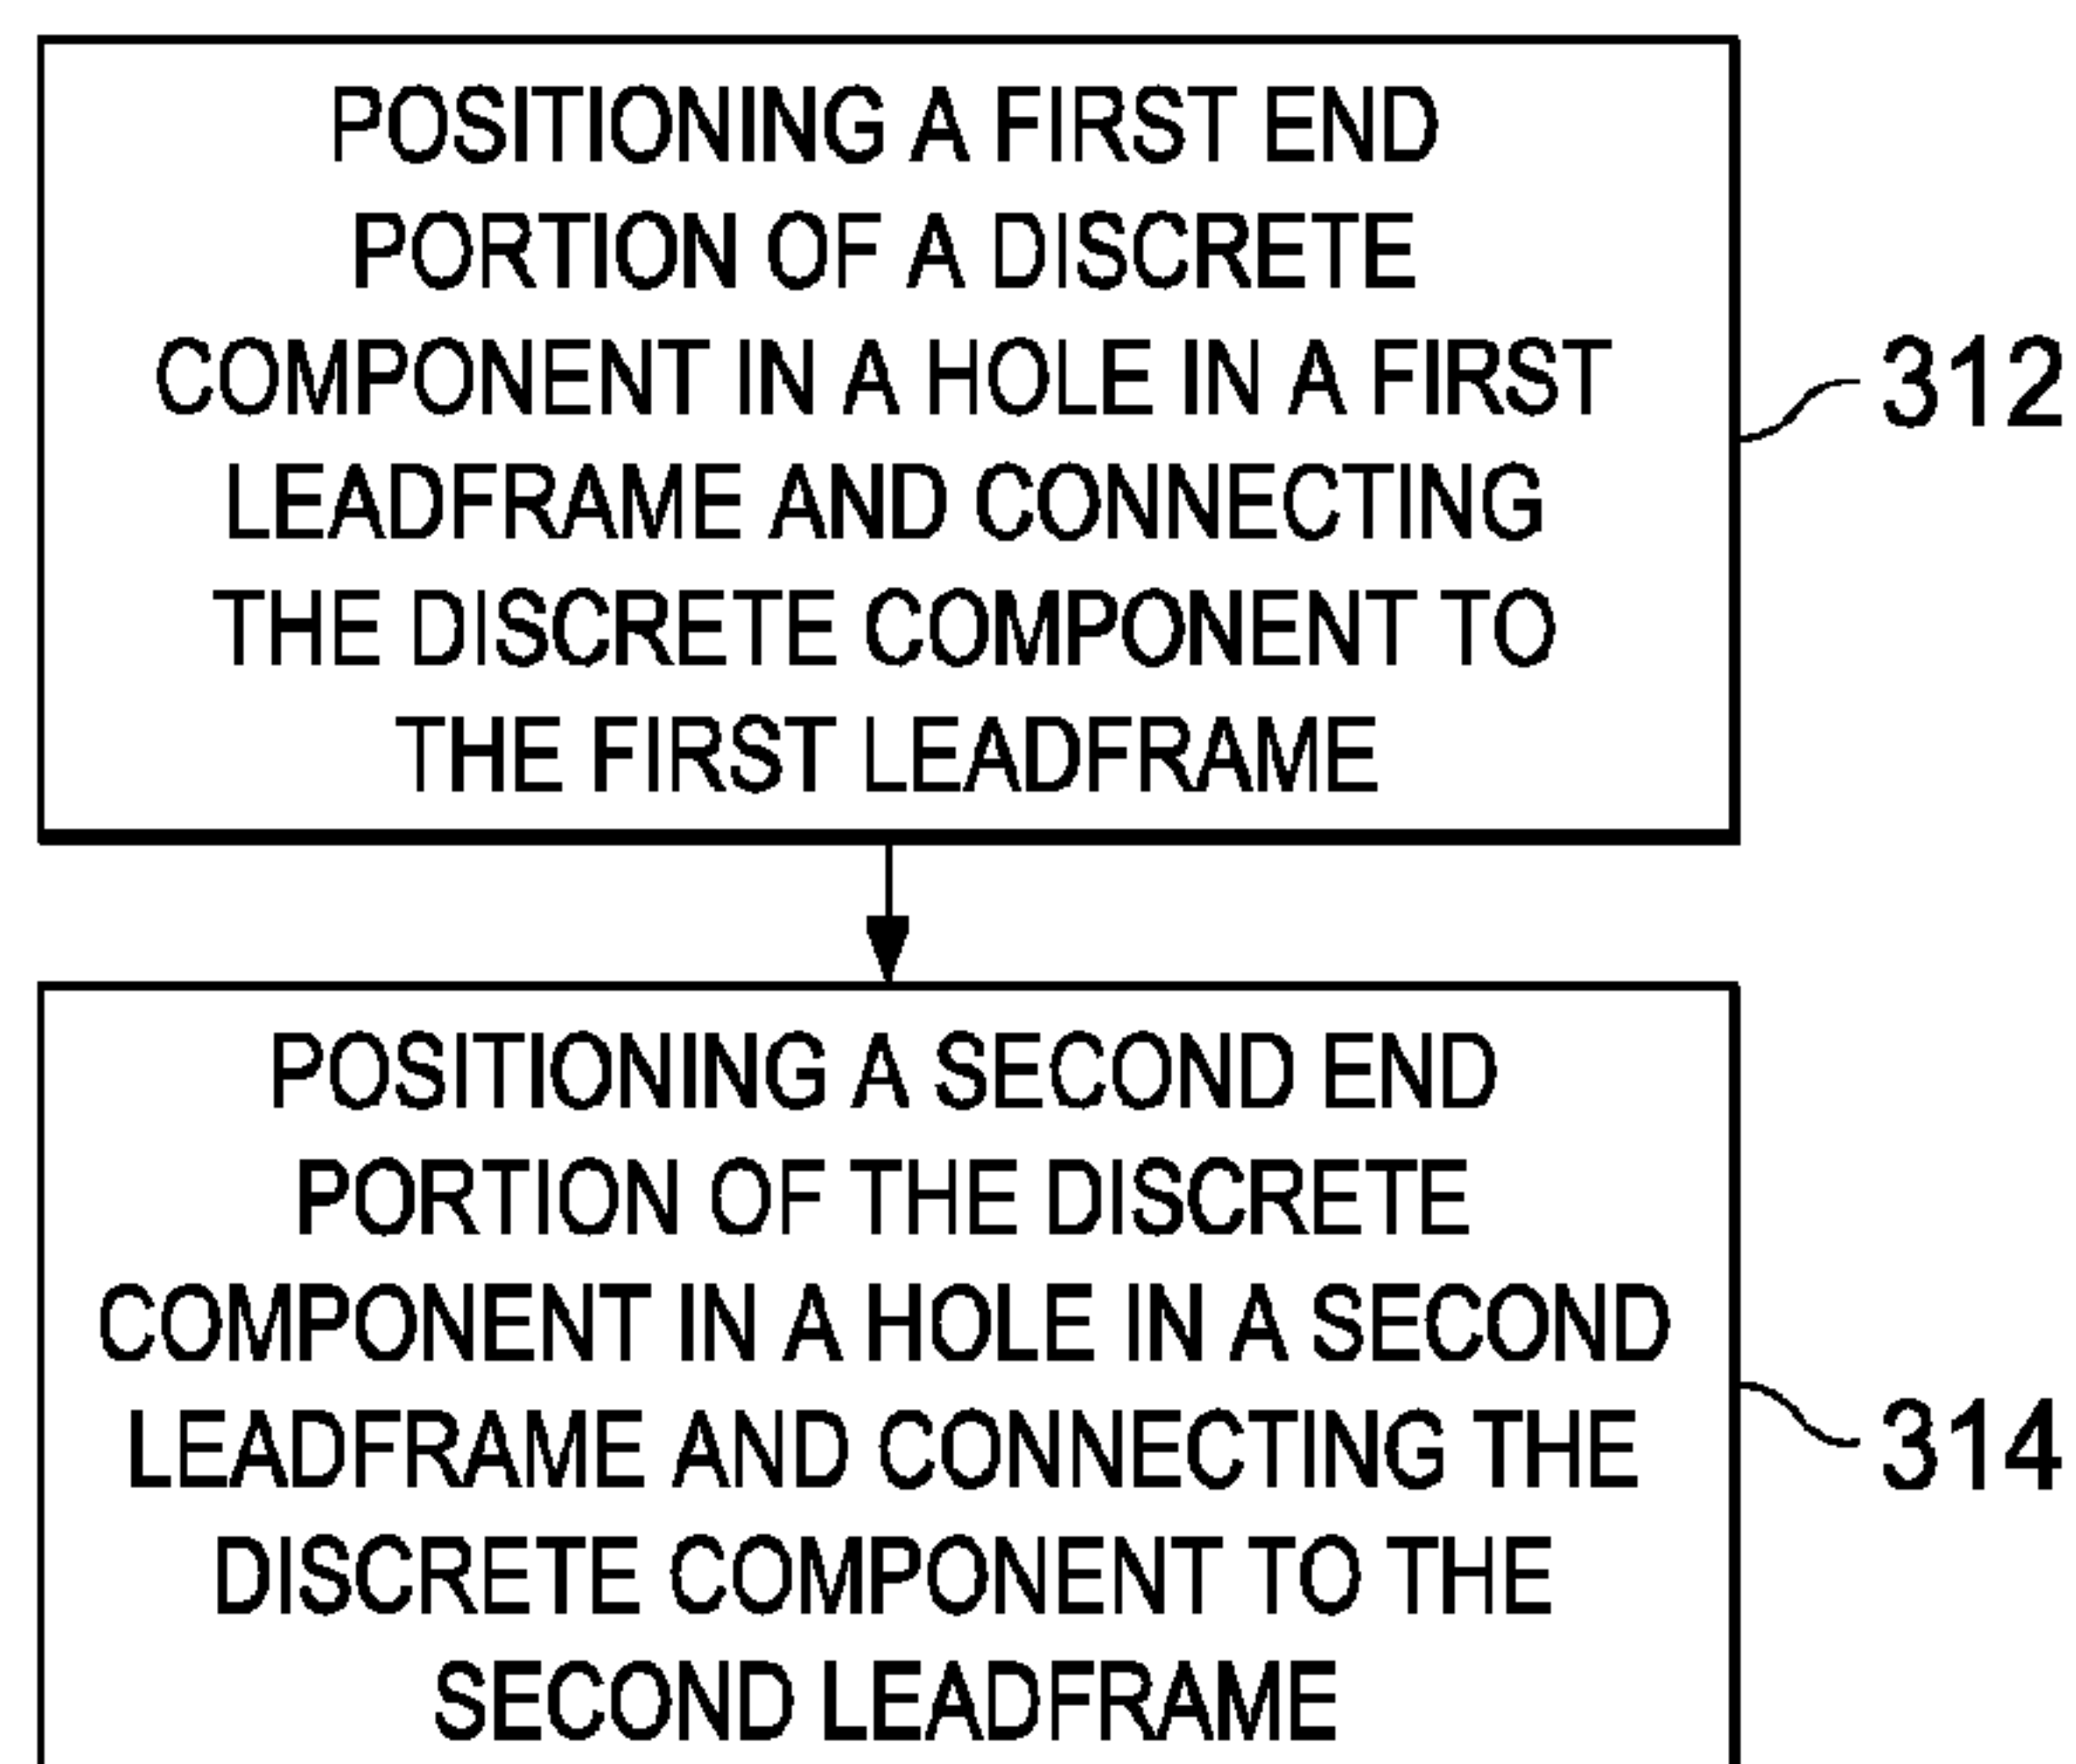 POSITIONING A FIRST END
PORTION OF A DISCRETE
COMPONENT IN A HOLE IN A FIRST
LEADFRAME AND CONNECTING
THE DISCRETE COMPONENT TO
THE FIRST LEADFRAME
312
POSITIONING A SECOND END
PORTION OF THE DISCRETE
COMPONENT IN A HOLE IN A SECOND
LEADFRAME AND CONNECTING THE
DISCRETE COMPONENT TO THE
SECOND LEADFRAME
314